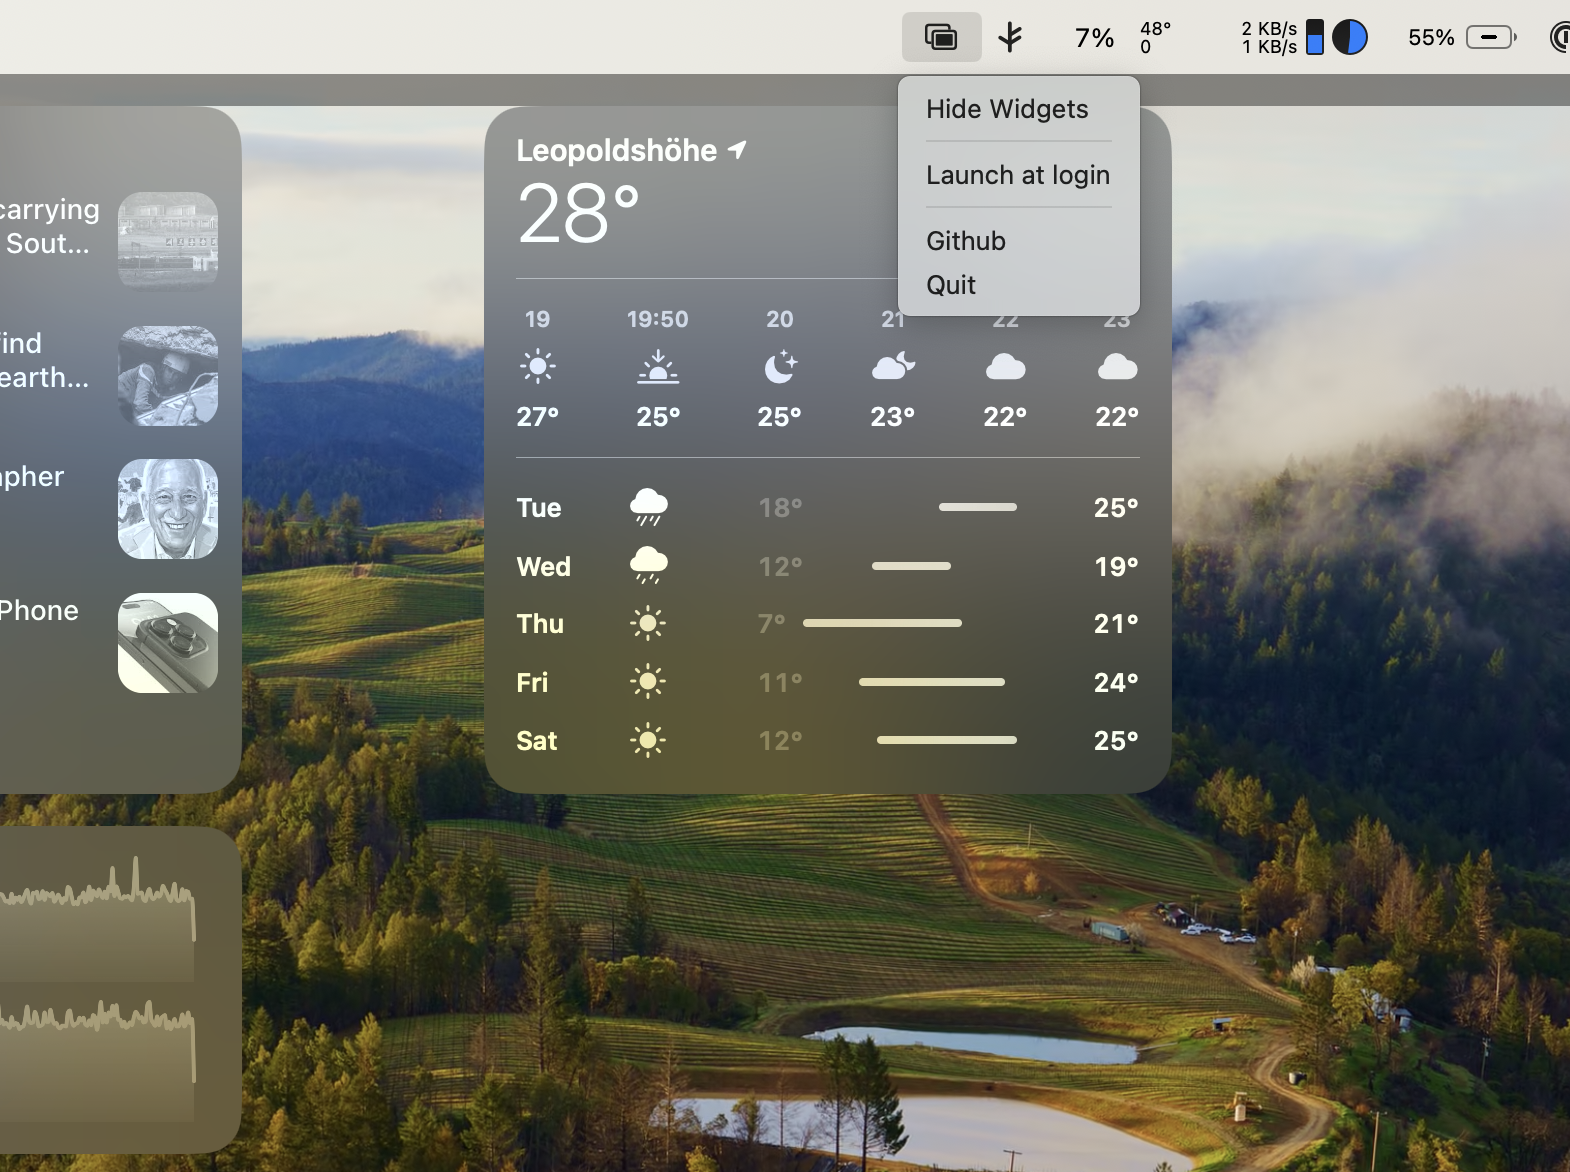 7%
48°
0
2 KB/s
1 KB/s
55%
Hide Widgets
Launch at login
Github
Quit
carrying
Sout...
find
earth...
apher
Phone
Leopoldshöhe
28°
19 19:50 20 21 22 23
27° 25° 25° 23° 22° 22°
Tue 18° 25°
Wed 12° 19°
Thu 7° 21°
Fri 11° 24°
Sat 12° 25°